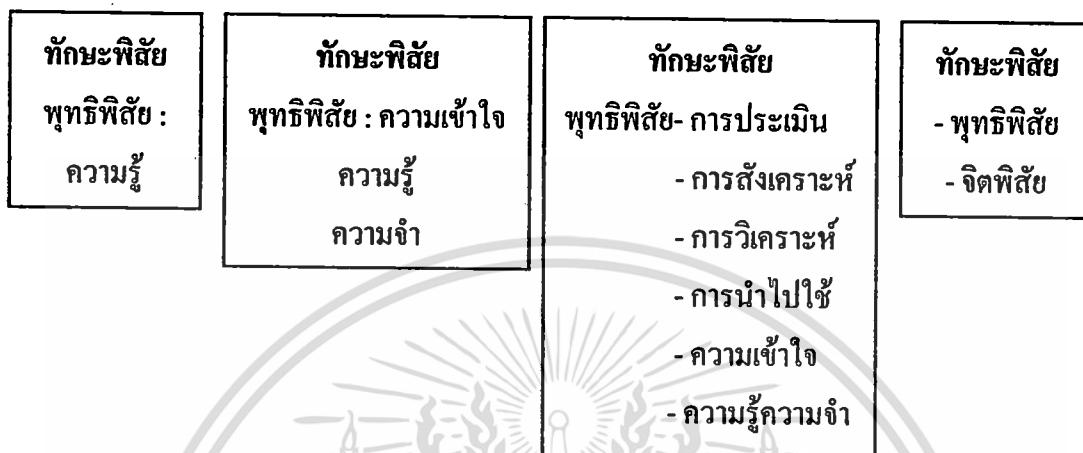 ทักษะพิสัย
พุทธิพิสัย :
ความรู้
ทักษะพิสัย
พุทธิพิสัย : ความเข้าใจ
ความรู้
ความจำ
ทักษะพิสัย
พุทธิพิสัย- การประเมิน
- การสังเคราะห์
- การวิเคราะห์
- การนำไปใช้
- ความเข้าใจ
- ความรู้ความจำ
ทักษะพิสัย
- พุทธิพิสัย
- จิตพิสัย